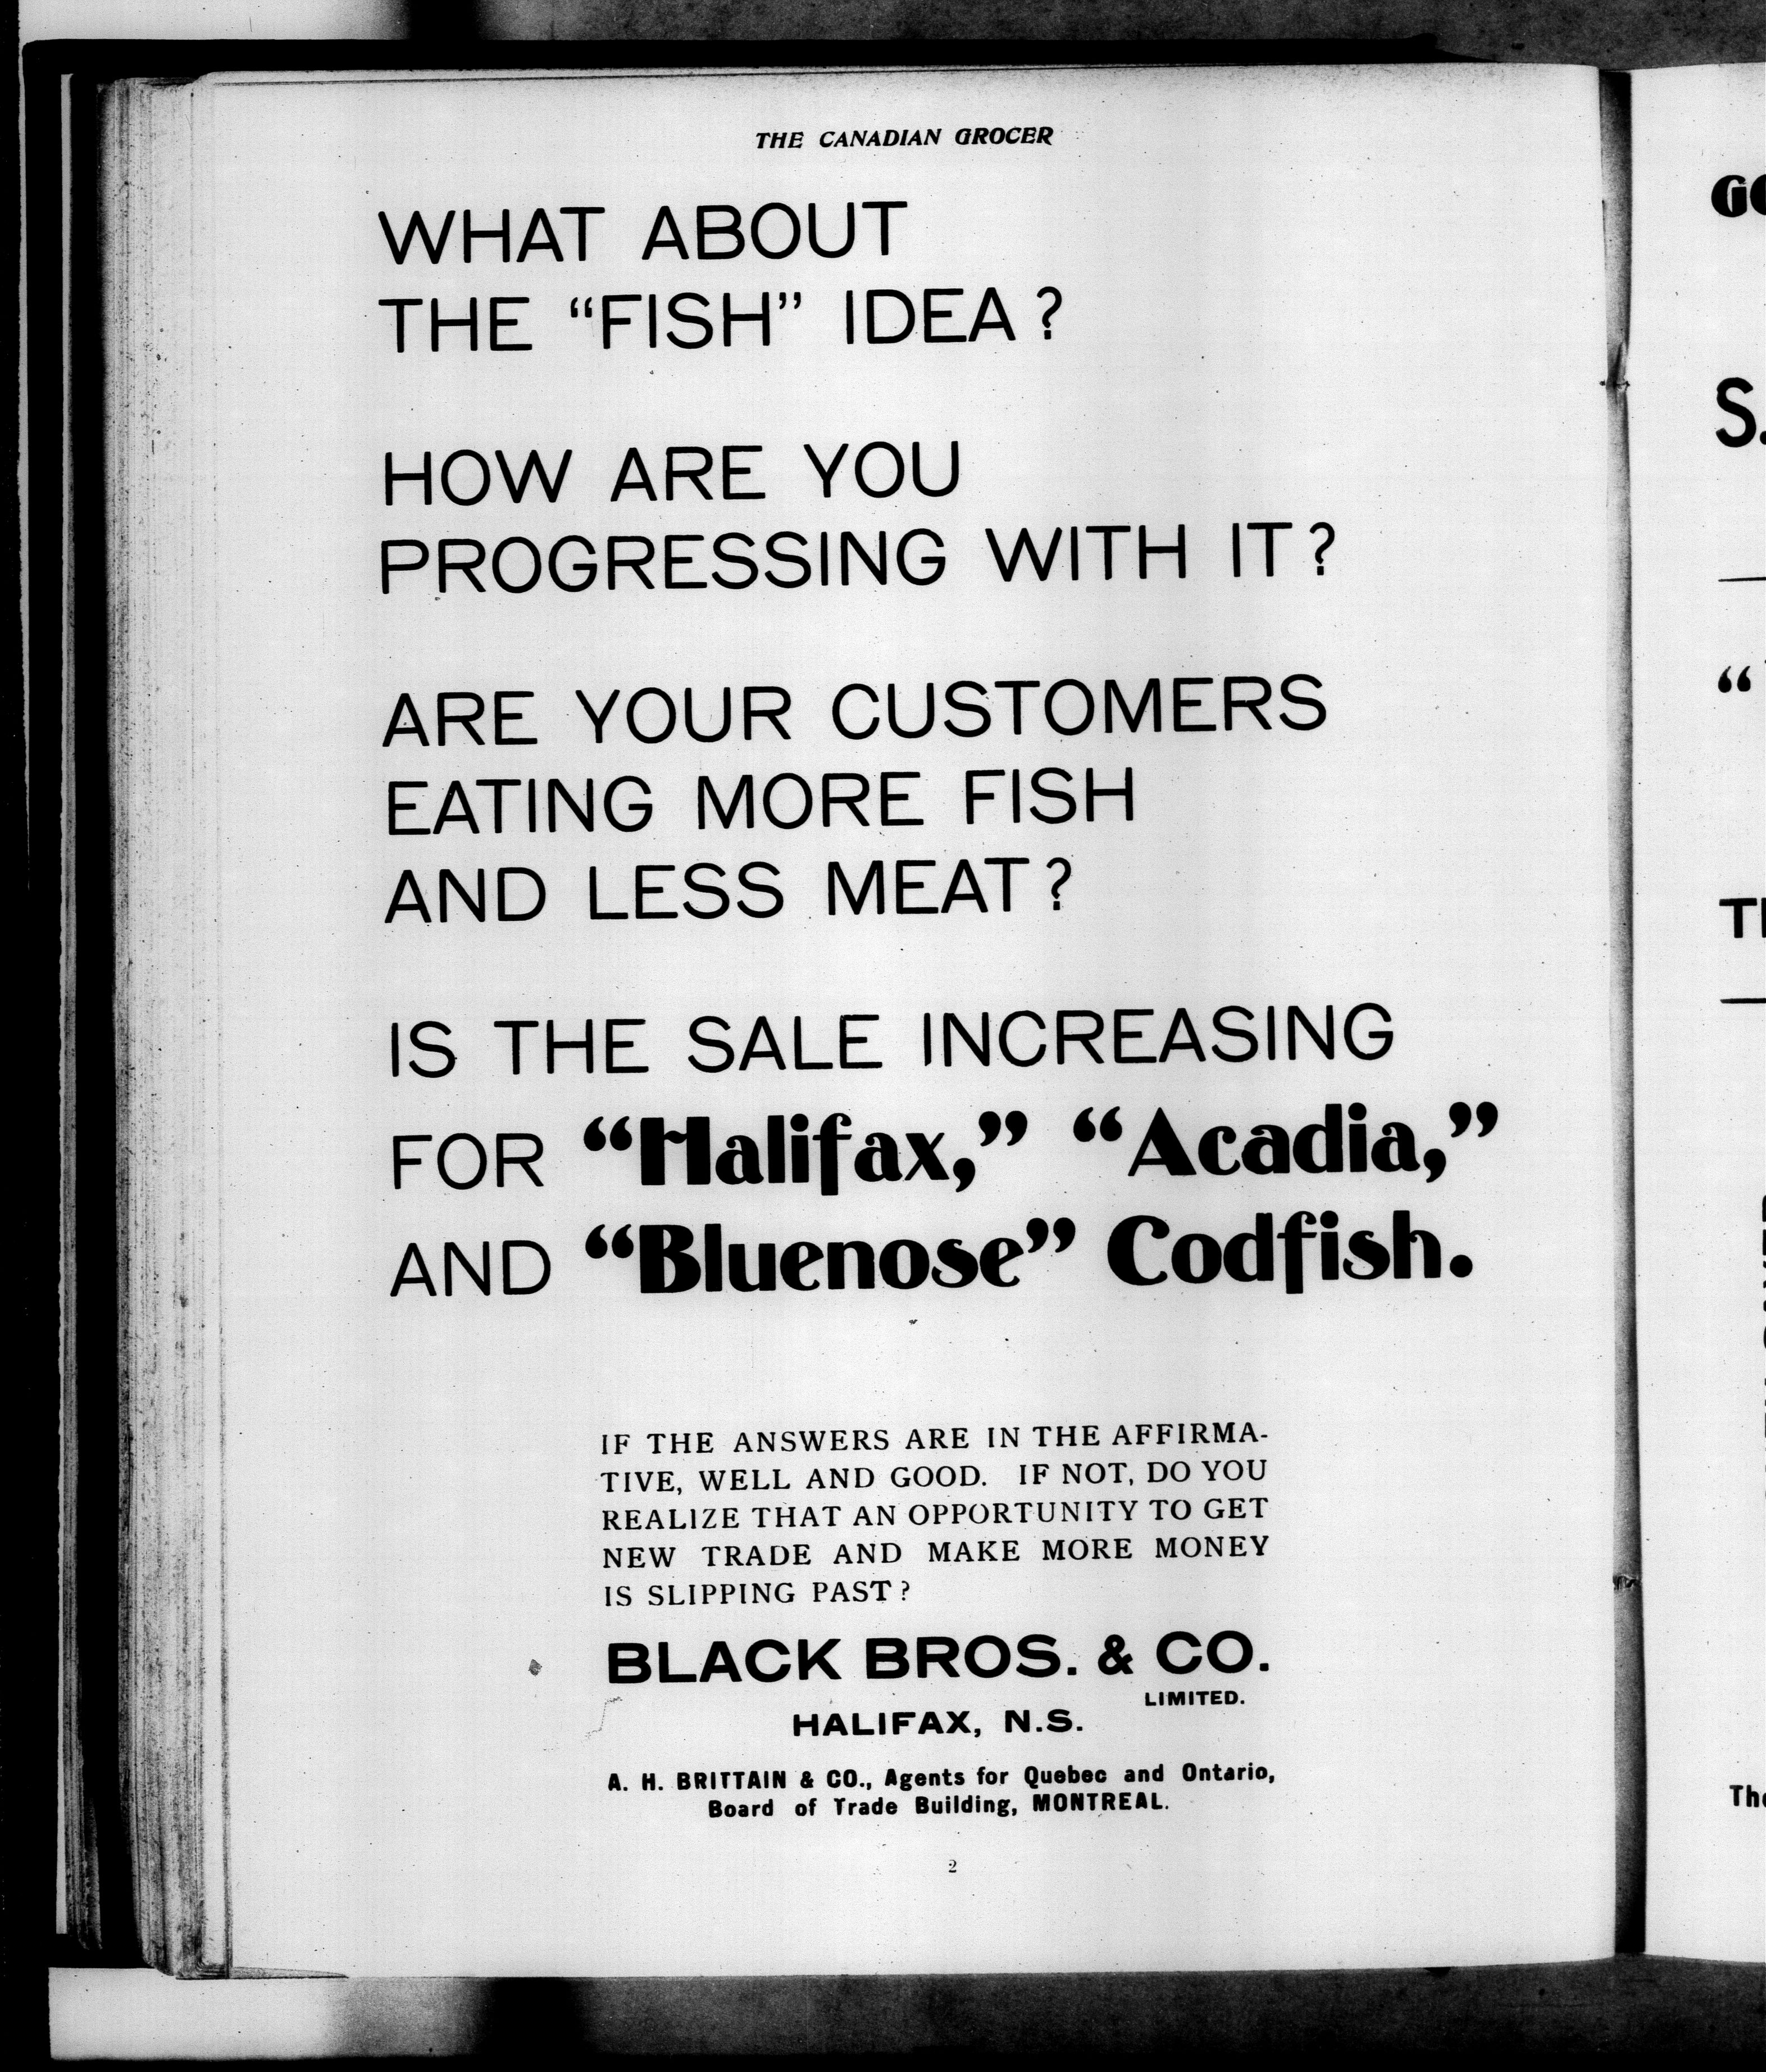 THE CANADIAN GROCER
WHAT ABOUT
THE “FISH” IDEA ?
HOW ARE YOU
PROGRESSING WITH IT ?
ARE YOUR CUSTOMERS
EATING MORE FISH
AND LESS MEAT ?
IS THE SALE INCREASING
FOR “Halifax,” “Acadia,”
AND “Bluenose” Codfish.
IF THE ANSWERS ARE IN THE AFFIRMA-
TIVE, WELL AND GOOD. IF NOT, DO YOU
REALIZE THAT AN OPPORTUNITY TO GET
NEW TRADE AND MAKE MORE MONEY
IS SLIPPING PAST ?
BLACK BROS. & CO.
LIMITED.
HALIFAX, N.S.
A. H. BRITTAIN & CO., Agents for Quebec and Ontario,
Board of Trade Building, MONTREAL.
2
S.